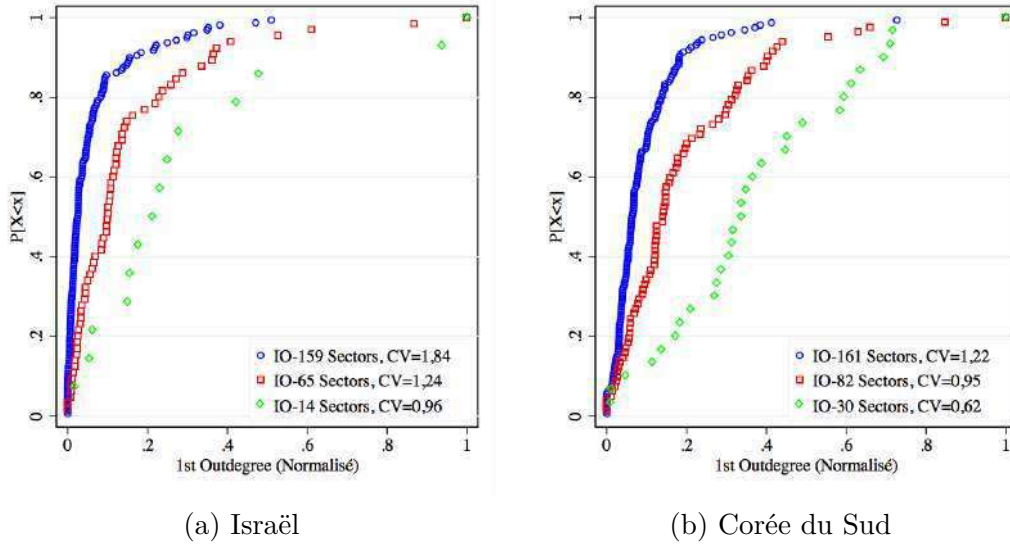 P[X<x]
1
.8
.6
.4
.2
0
IO-159 Sectors, CV=1,84
IO-65 Sectors, CV=1,24
IO-14 Sectors, CV=0,96
0 .2 .4 .6 .8 1
1st Outdegree (Normalisé)
(a) Israël
P[X<x]
1
.8
.6
.4
.2
0
IO-161 Sectors, CV=1,22
IO-82 Sectors, CV=0,95
IO-30 Sectors, CV=0,62
0 .2 .4 .6 .8 1
1st Outdegree (Normalisé)
(b) Corée du Sud